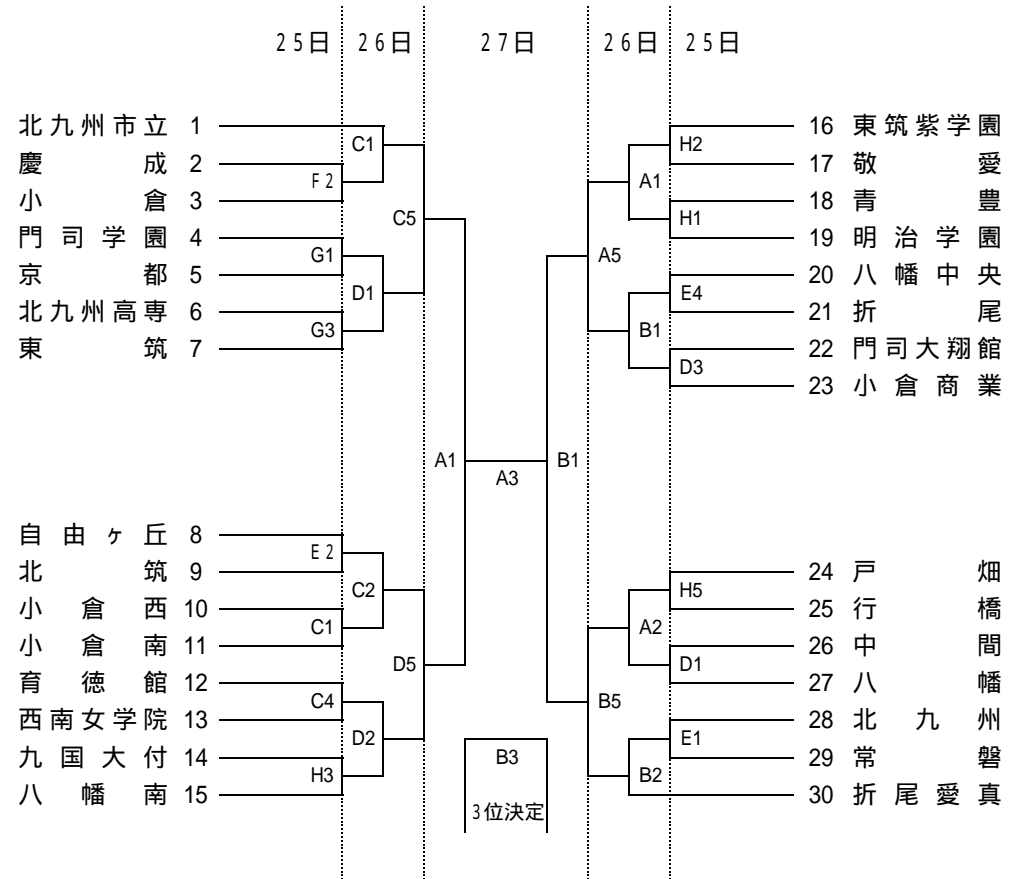 25日 26日 27日 26日 25日
北九州市立 1
慶成 2
小倉 3
門司学園 4
京都 5
北九州高専 6
東筑 7
C1
F2
C5
G1
D1
G3
16 東筑紫学園
17 敬愛
18 青豊
19 明治学園
20 八幡中央
21 折尾
22 門司大翔館
23 小倉商業
H2
A1
H1
A5
E4
B1
D3
A1
A3
B1
自由ヶ丘 8
北筑 9
小倉西 10
小倉南 11
育徳館 12
西南女学院 13
九国大付 14
八幡南 15
E2
C2
C1
D5
C4
D2
H3
24 戸畑
25 行橋
26 中間
27 八幡
28 北九州
29 常磐
30 折尾愛真
H5
A2
D1
B5
E1
B2
B3
3位決定